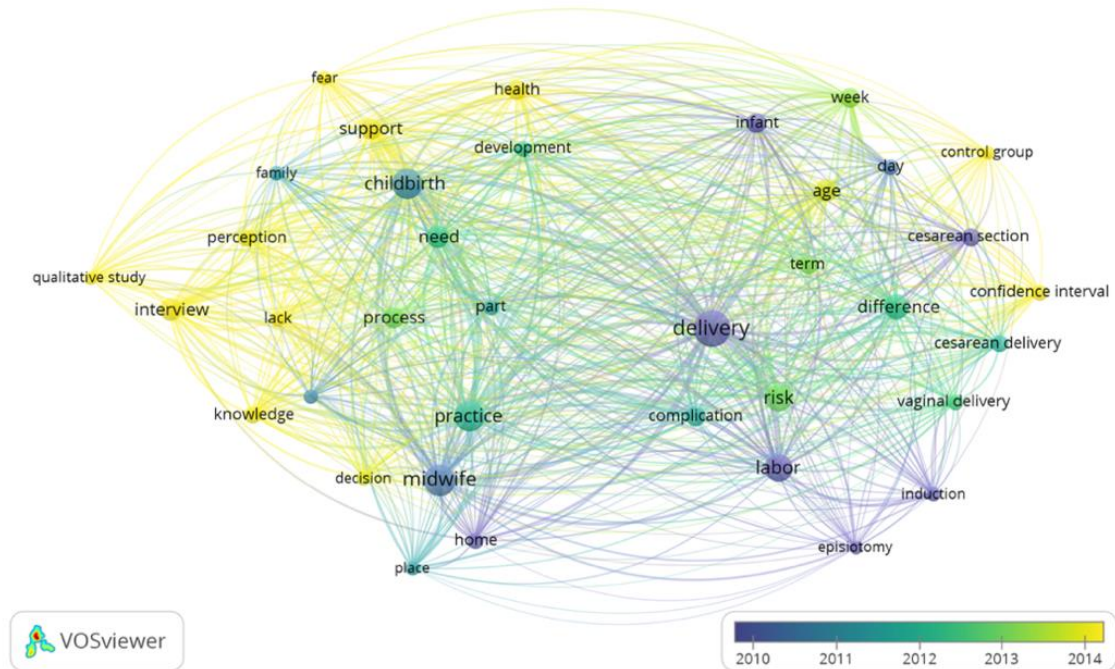 fear
health
week
infant
support
development
control group
day
family
childbirth
age
perception
need
cesarean section
term
qualitative study
confidence interval
interview
lack
process
part
difference
delivery
cesarean delivery
risk
vaginal delivery
knowledge
practice
complication
labor
decision
midwife
induction
home
episiotomy
place
VOSviewer
2010 2011 2012 2013 2014